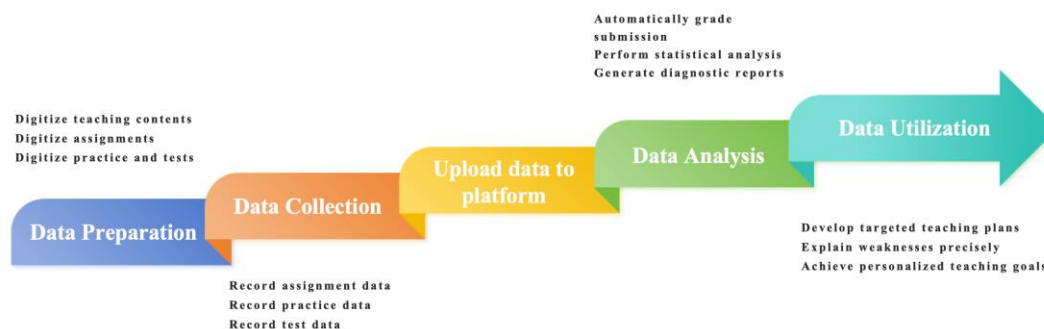 Automatically grade
submission
Perform statistical analysis
Generate diagnostic reports
Digitize teaching contents
Digitize assignments
Digitize practice and tests
Data Preparation
Data Collection
Upload data to
platform
Data Analysis
Data Utilization
Record assignment data
Record practice data
Record test data
Develop targeted teaching plans
Explain weaknesses precisely
Achieve personalized teaching goals